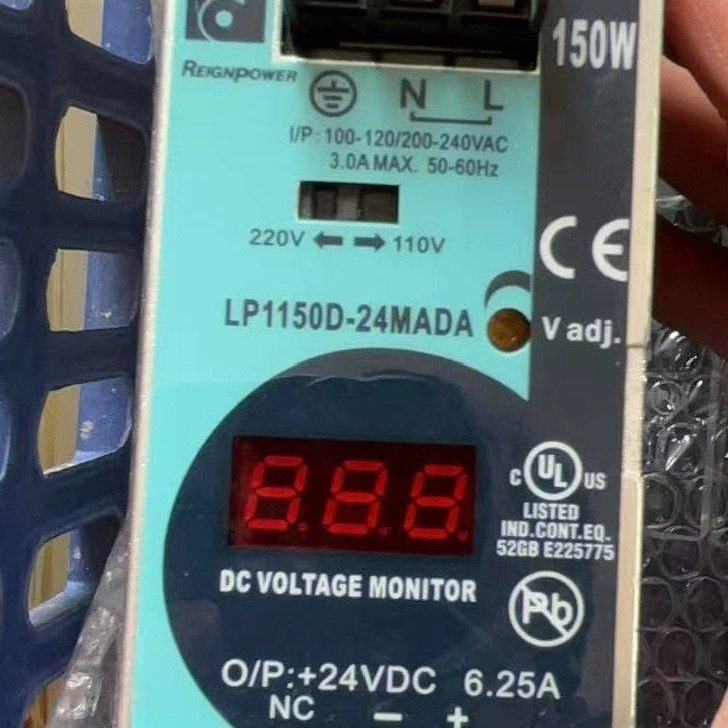 REIGNPOWER
150W
N L
I/P: 100-120/200-240VAC
3.0A MAX. 50-60Hz
220V 110V
CE
LP1150D-24MADA
V adj.
8.8.8.
C UL US
LISTED
IND.CONT.EQ.
52GB E225775
DC VOLTAGE MONITOR
Pb
O/P:+24VDC 6.25A
NC - +